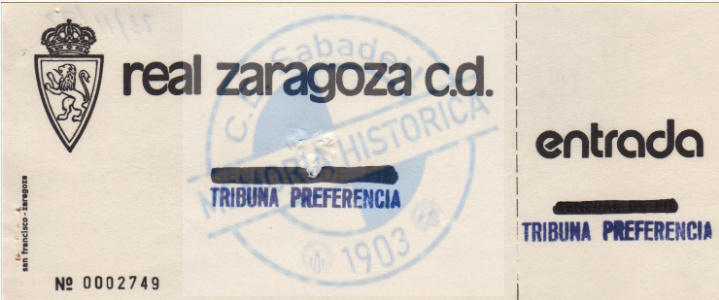 real zaragoza c.d.
C.E. Sabadell
MEMORIA HISTORICA
1903
TRIBUNA PREFERENCIA
san francisco - zaragoza
Nº 0002749
entrada
TRIBUNA PREFERENCIA